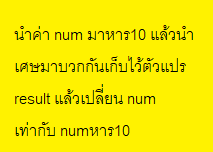 นำค่า num มาหาร10 แล้วนำ
เศษมาบวกกันเก็บไว้ตัวแปร
result แล้วเปลี่ยน num
เท่ากับ numหาร10